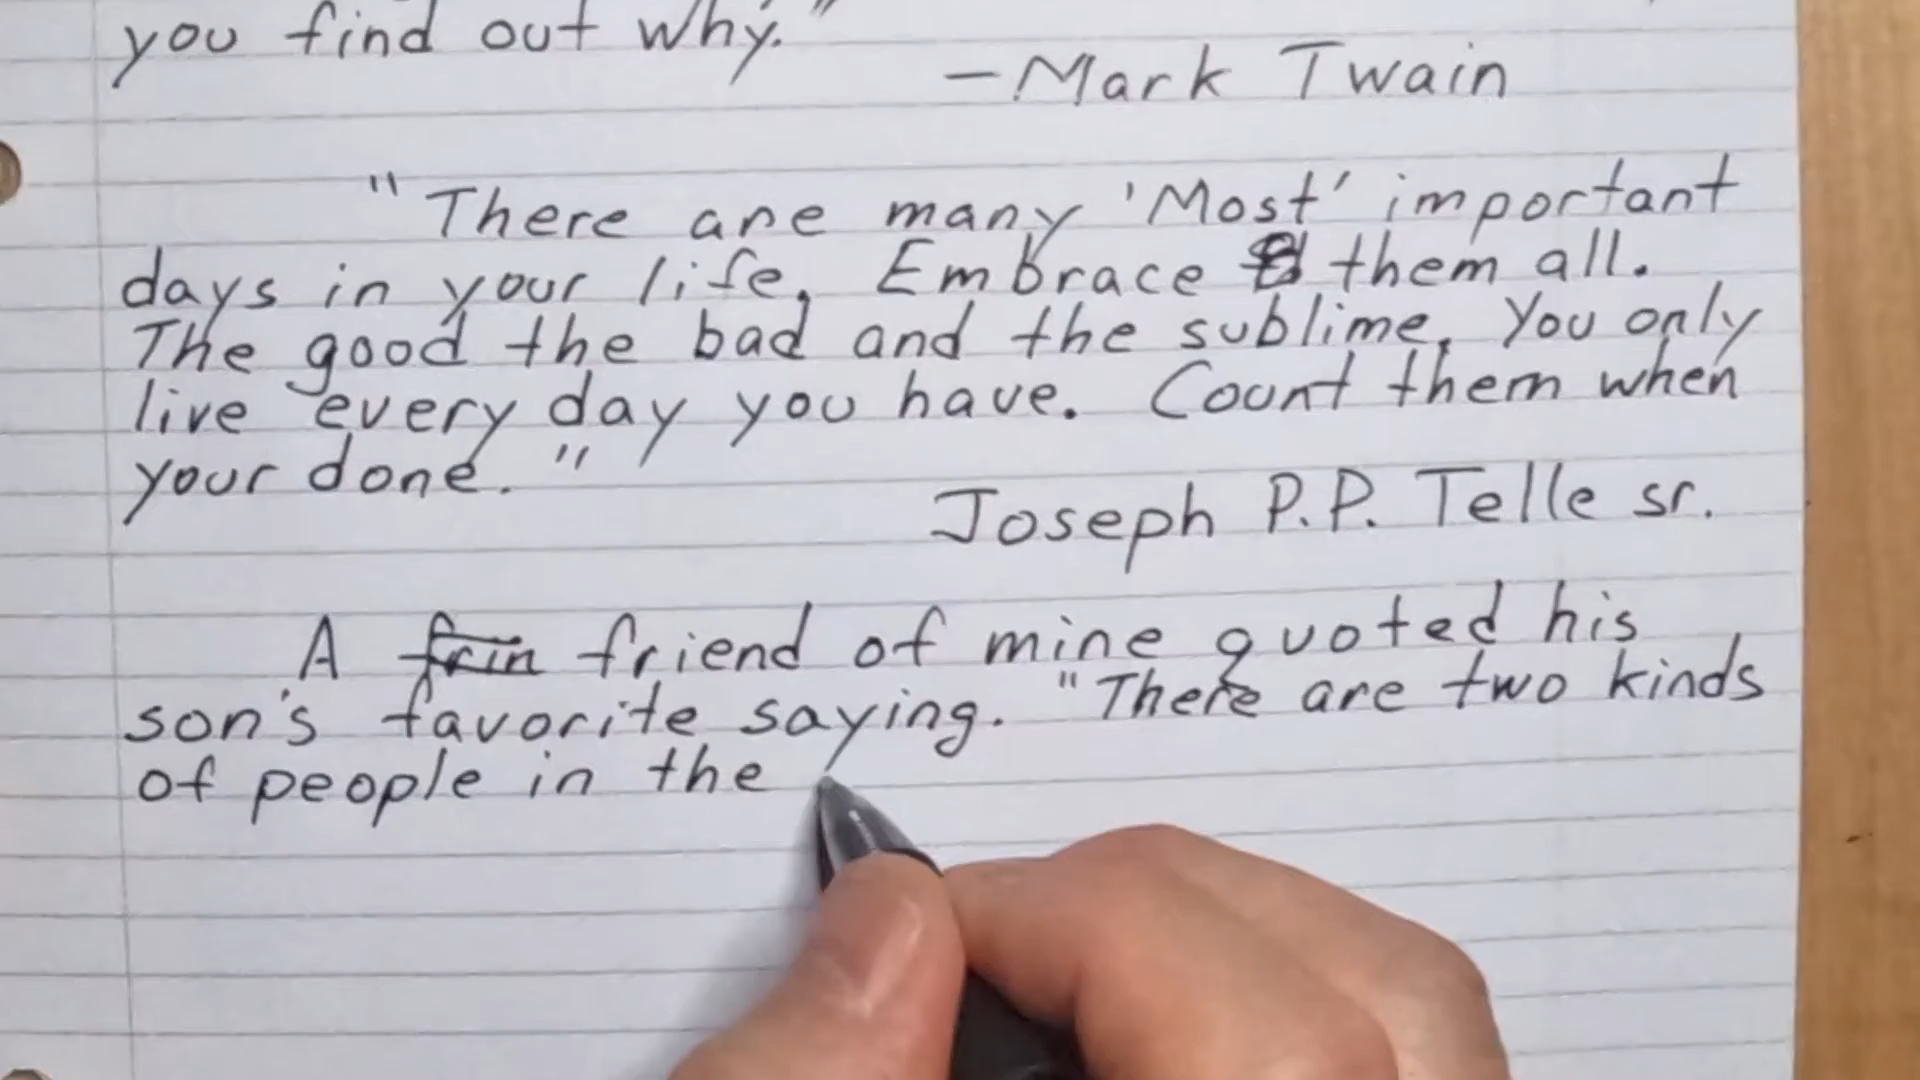 you find out why."
-Mark Twain
"There are many 'Most' important
days in your life. Embrace them all.
The good the bad and the sublime. You only
live every day you have. Count them when
your done."
Joseph P.P. Telle sr.
A frin friend of mine quoted his
son's favorite saying. "There are two kinds
of people in the